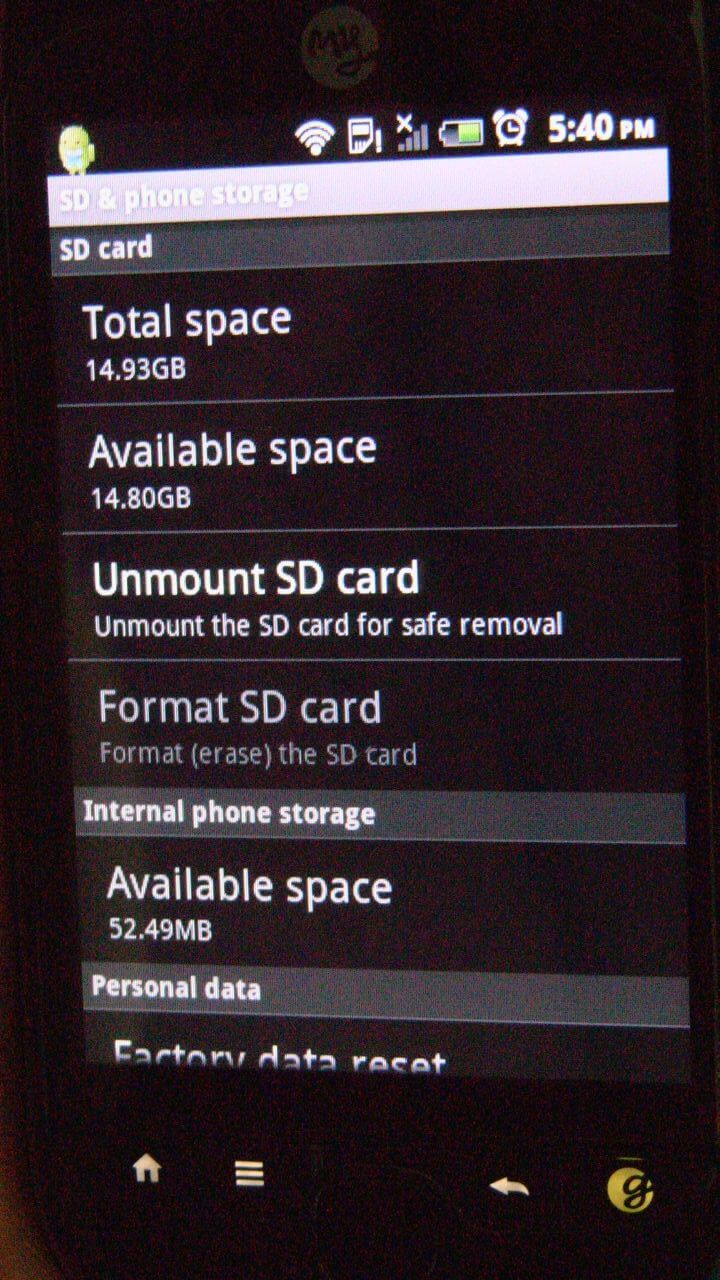 my
5:40 PM
SD & phone storage
SD card
Total space
14.93GB
Available space
14.80GB
Unmount SD card
Unmount the SD card for safe removal
Format SD card
Format (erase) the SD card
Internal phone storage
Available space
52.49MB
Personal data
Factory data reset
g